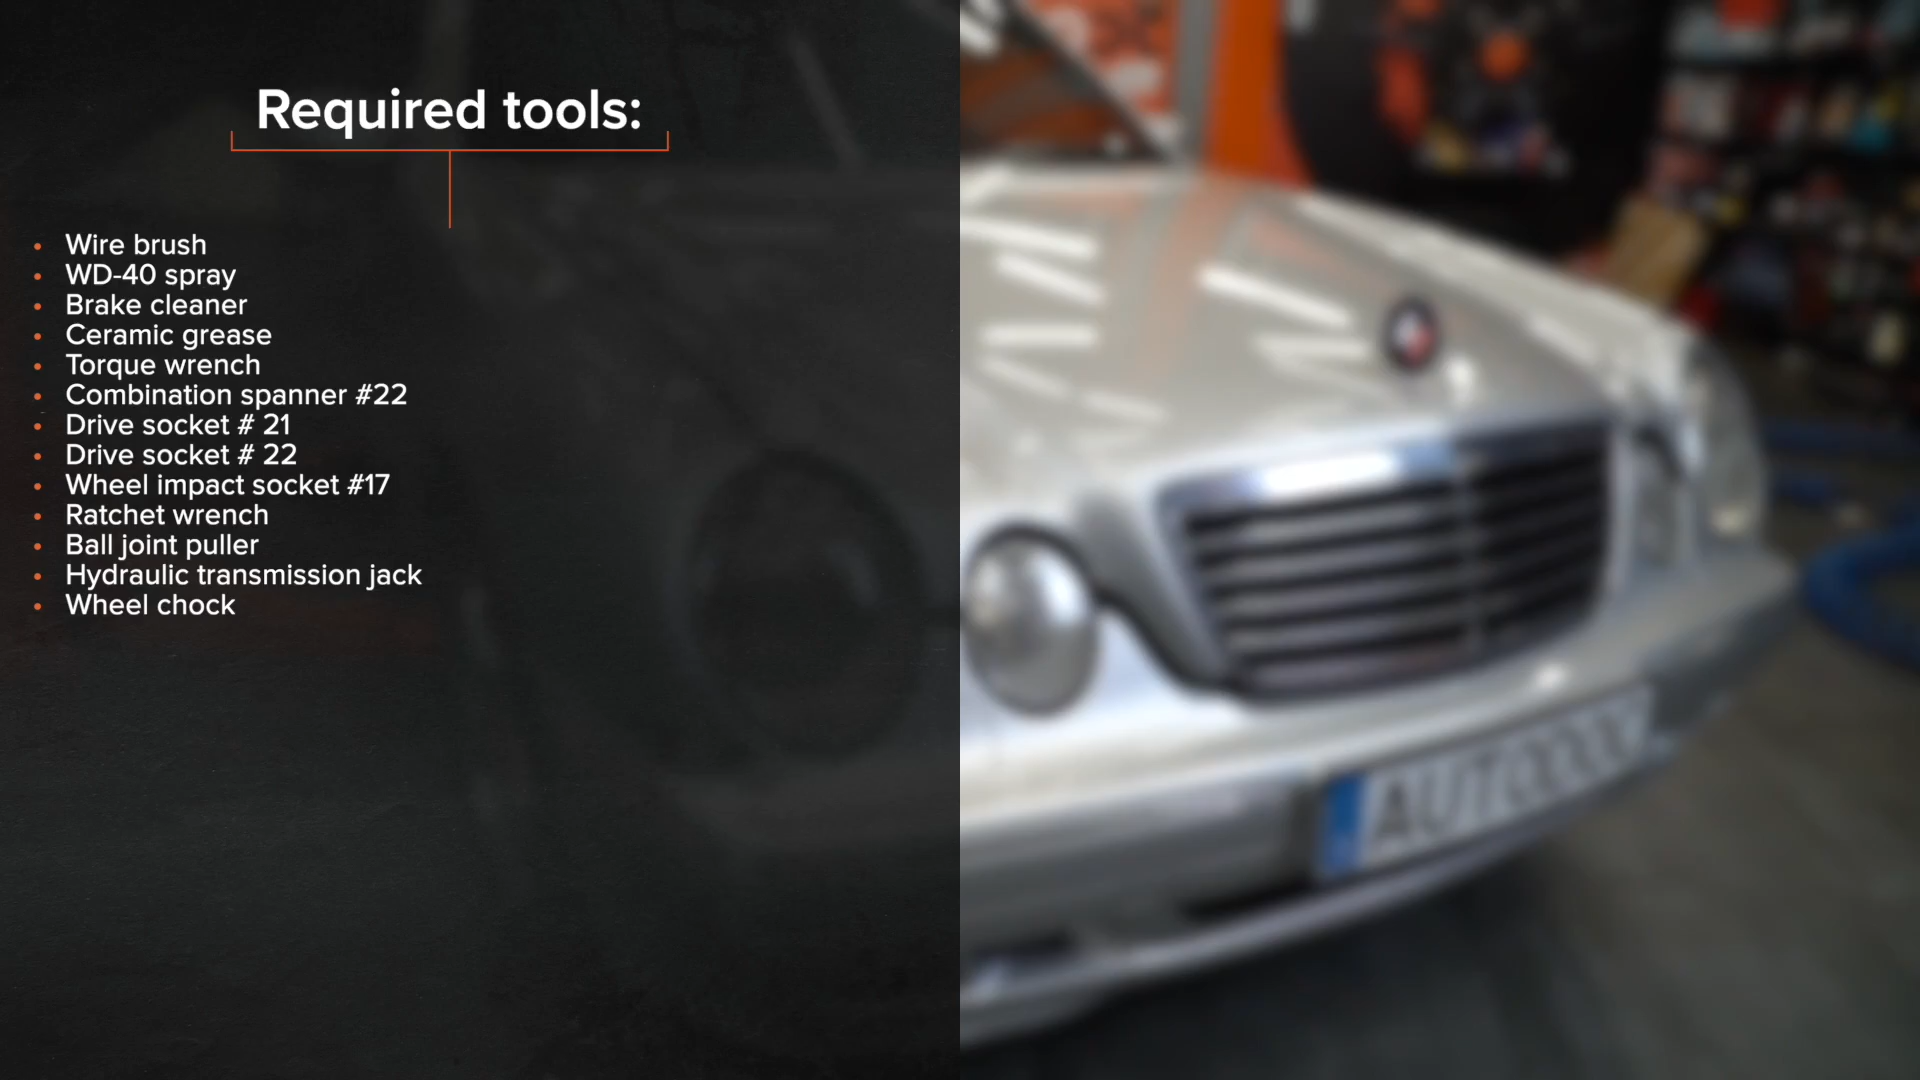 Required tools:
Wire brush
WD-40 spray
Brake cleaner
Ceramic grease
Torque wrench
Combination spanner #22
Drive socket # 21
Drive socket # 22
Wheel impact socket #17
Ratchet wrench
Ball joint puller
Hydraulic transmission jack
Wheel chock